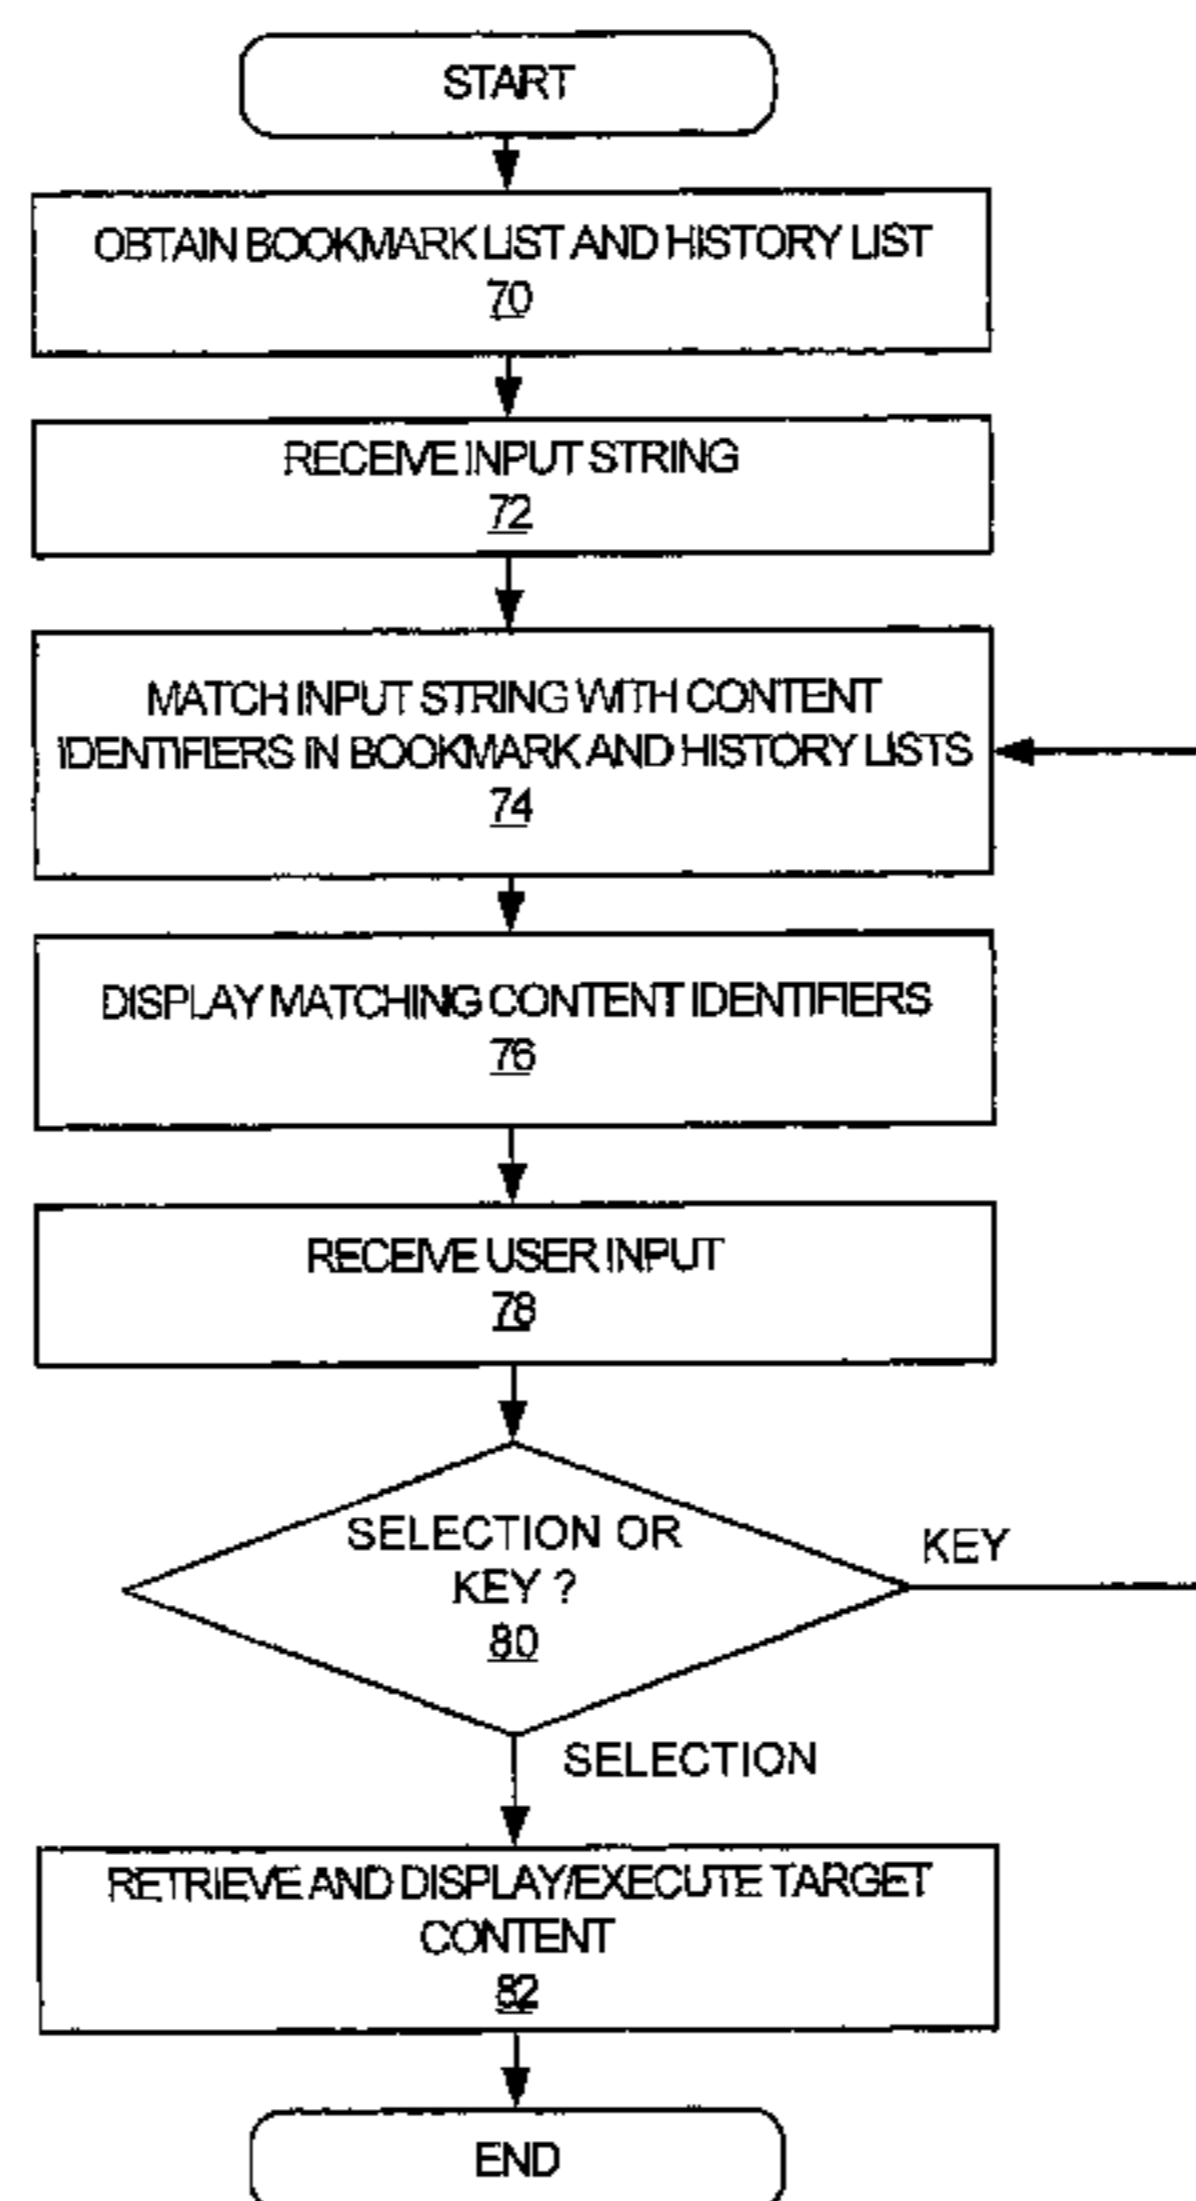 START
OBTAIN BOOKMARK LIST AND HISTORY LIST
70
RECEIVE INPUT STRING
72
MATCH INPUT STRING WITH CONTENT
IDENTIFIERS IN BOOKMARK AND HISTORY LISTS
74
DISPLAY MATCHING CONTENT IDENTIFIERS
76
RECEIVE USER INPUT
78
SELECTION OR
KEY ?
80
KEY
SELECTION
RETRIEVE AND DISPLAY/EXECUTE TARGET
CONTENT
82
END